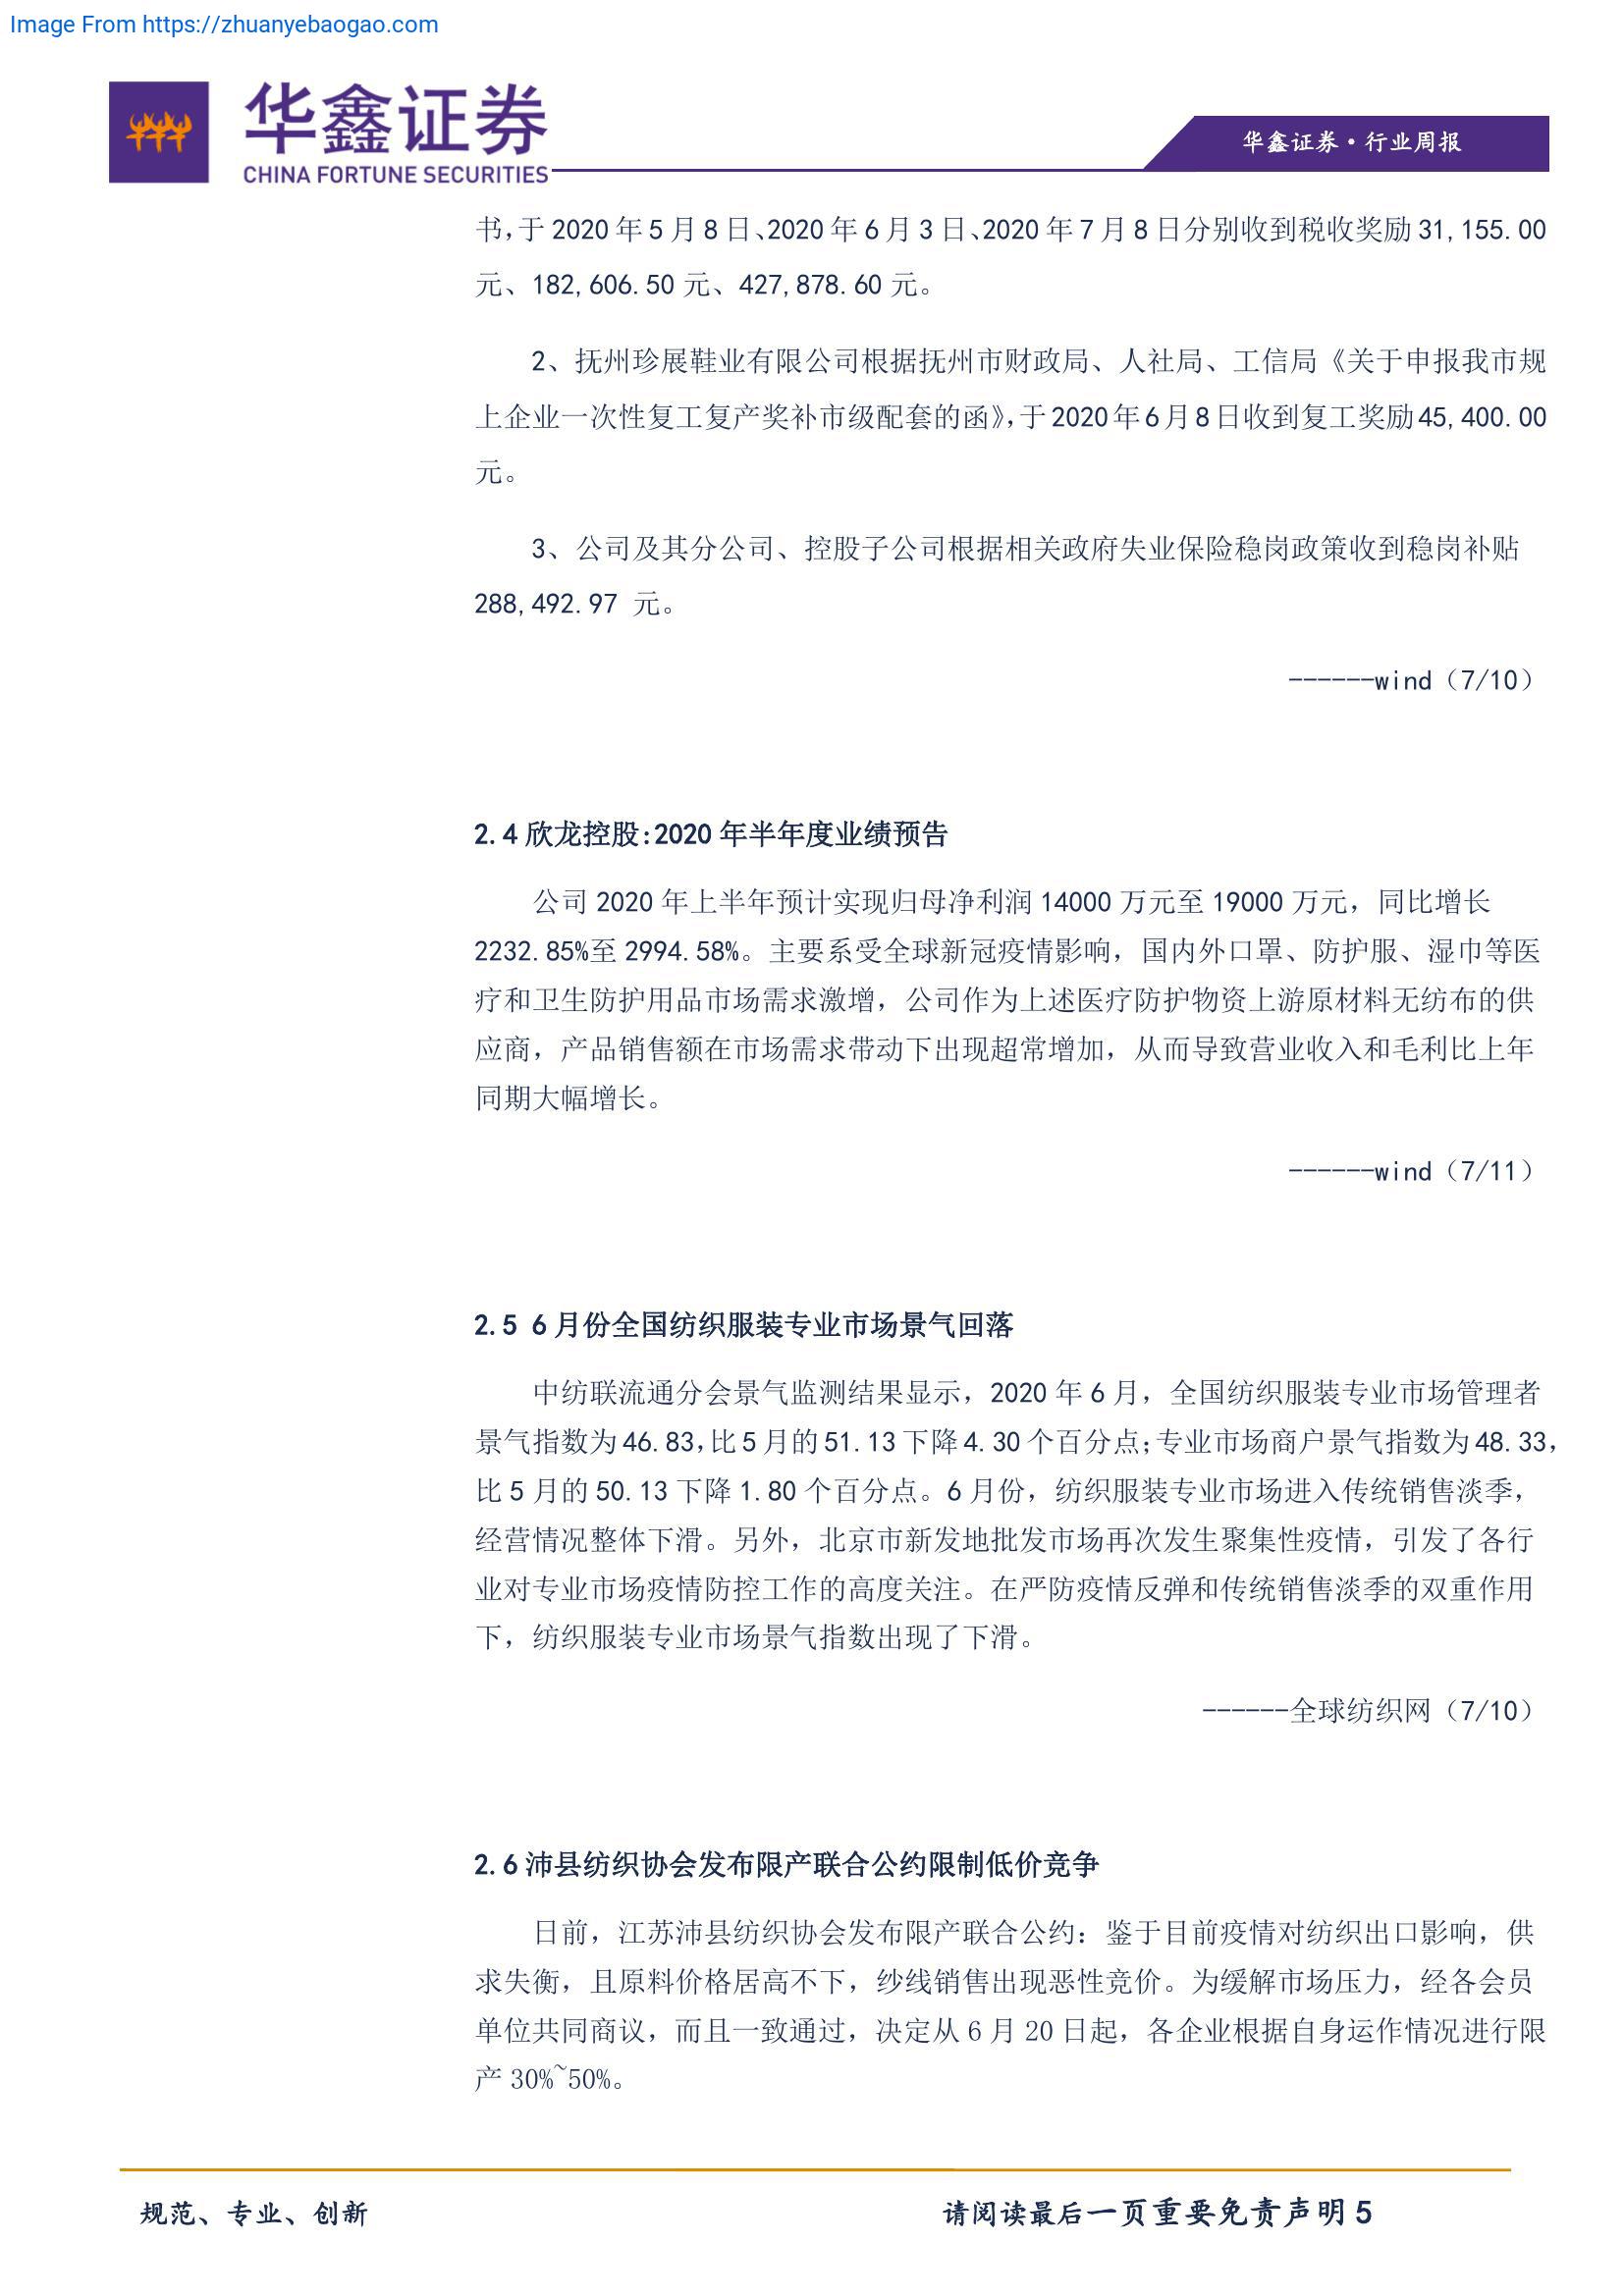 Image From https://zhuanyebaogao.com
华鑫证券
CHINA FORTUNE SECURITIES
华鑫证券·行业周报
书,于 2020 年 5 月 8 日、2020 年 6 月 3 日、2020 年 7 月 8 日分别收到税收奖励 31,155.00
元、182,606.50 元、427,878.60 元。
2、抚州珍展鞋业有限公司根据抚州市财政局、人社局、工信局《关于申报我市规
上企业一次性复工复产奖补市级配套的函》,于 2020 年 6 月 8 日收到复工奖励 45,400.00
元。
3、公司及其分公司、控股子公司根据相关政府失业保险稳岗政策收到稳岗补贴
288,492.97 元。
------wind（7/10）
2.4 欣龙控股:2020 年半年度业绩预告
公司 2020 年上半年预计实现归母净利润 14000 万元至 19000 万元，同比增长
2232.85%至 2994.58%。主要系受全球新冠疫情影响，国内外口罩、防护服、湿巾等医
疗和卫生防护用品市场需求激增，公司作为上述医疗防护物资上游原材料无纺布的供
应商，产品销售额在市场需求带动下出现超常增加，从而导致营业收入和毛利比上年
同期大幅增长。
------wind（7/11）
2.5 6 月份全国纺织服装专业市场景气回落
中纺联流通分会景气监测结果显示，2020 年 6 月，全国纺织服装专业市场管理者
景气指数为 46.83,比 5 月的 51.13 下降 4.30 个百分点;专业市场商户景气指数为 48.33，
比 5 月的 50.13 下降 1.80 个百分点。6 月份，纺织服装专业市场进入传统销售淡季，
经营情况整体下滑。另外，北京市新发地批发市场再次发生聚集性疫情，引发了各行
业对专业市场疫情防控工作的高度关注。在严防疫情反弹和传统销售淡季的双重作用
下，纺织服装专业市场景气指数出现了下滑。
------全球纺织网（7/10）
2.6 沛县纺织协会发布限产联合公约限制低价竞争
日前，江苏沛县纺织协会发布限产联合公约：鉴于目前疫情对纺织出口影响，供
求失衡，且原料价格居高不下，纱线销售出现恶性竞价。为缓解市场压力，经各会员
单位共同商议，而且一致通过，决定从 6 月 20 日起，各企业根据自身运作情况进行限
产 30%~50%。
规范、专业、创新
请阅读最后一页重要免责声明 5